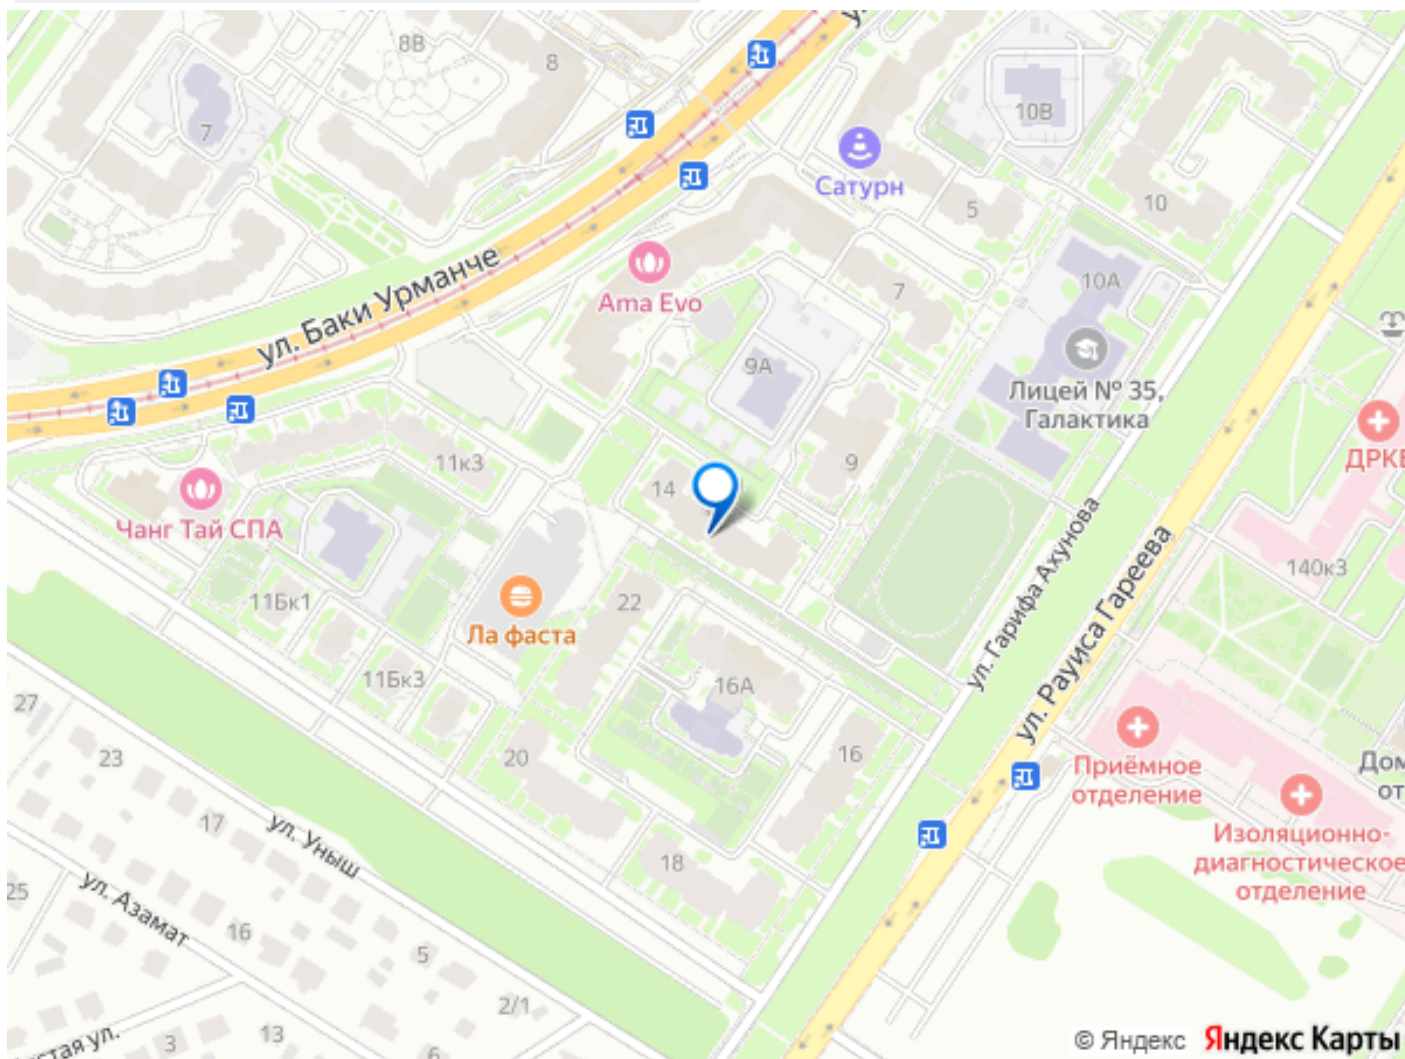 8В
8
7
10В
Сатурн
5
10
ул. Баки Урманче
Ama Evo
7
10А
9А
Лицей № 35,
Галактика
ДРКБ
11к3
9
14
Чанг Тай СПА
ул. Гарифа Ахунова
ул. Рауиса Гареева
140к3
11Бк1
22
Ла фаста
11Бк3
16А
27
23
20
16
Приёмное
отделение
Дом
от
17
ул. Уныш
18
Изоляционно-
диагностическое
отделение
25
ул. Азамат
16
5
2/1
стая ул.
3
13
6
© Яндекс Яндекс Карты